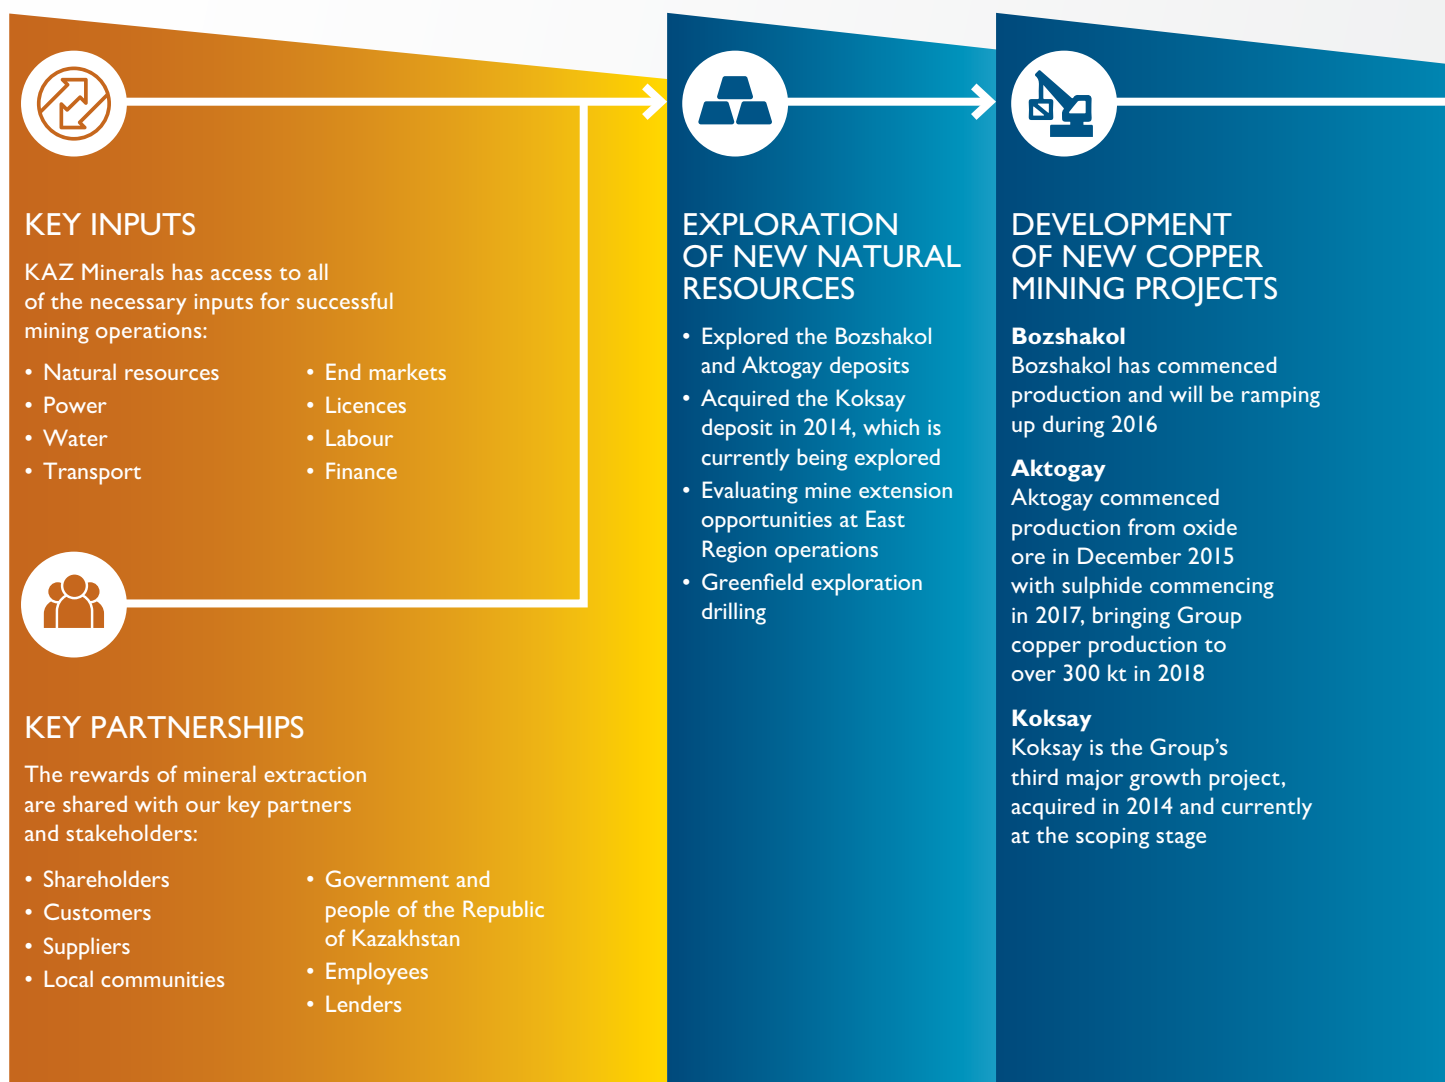 KEY INPUTS
KAZ Minerals has access to all
of the necessary inputs for successful
mining operations:
• Natural resources
• Power
• Water
• Transport
• End markets
• Licences
• Labour
• Finance
KEY PARTNERSHIPS
The rewards of mineral extraction
are shared with our key partners
and stakeholders:
• Shareholders
• Customers
• Suppliers
• Local communities
• Government and
people of the Republic
of Kazakhstan
• Employees
• Lenders
EXPLORATION
OF NEW NATURAL
RESOURCES
• Explored the Bozshakol
and Aktogay deposits
• Acquired the Koksay
deposit in 2014, which is
currently being explored
• Evaluating mine extension
opportunities at East
Region operations
• Greenfield exploration
drilling
DEVELOPMENT
OF NEW COPPER
MINING PROJECTS
Bozshakol
Bozshakol has commenced
production and will be ramping
up during 2016
Aktogay
Aktogay commenced
production from oxide
ore in December 2015
with sulphide commencing
in 2017, bringing Group
copper production to
over 300 kt in 2018
Koksay
Koksay is the Group’s
third major growth project,
acquired in 2014 and currently
at the scoping stage